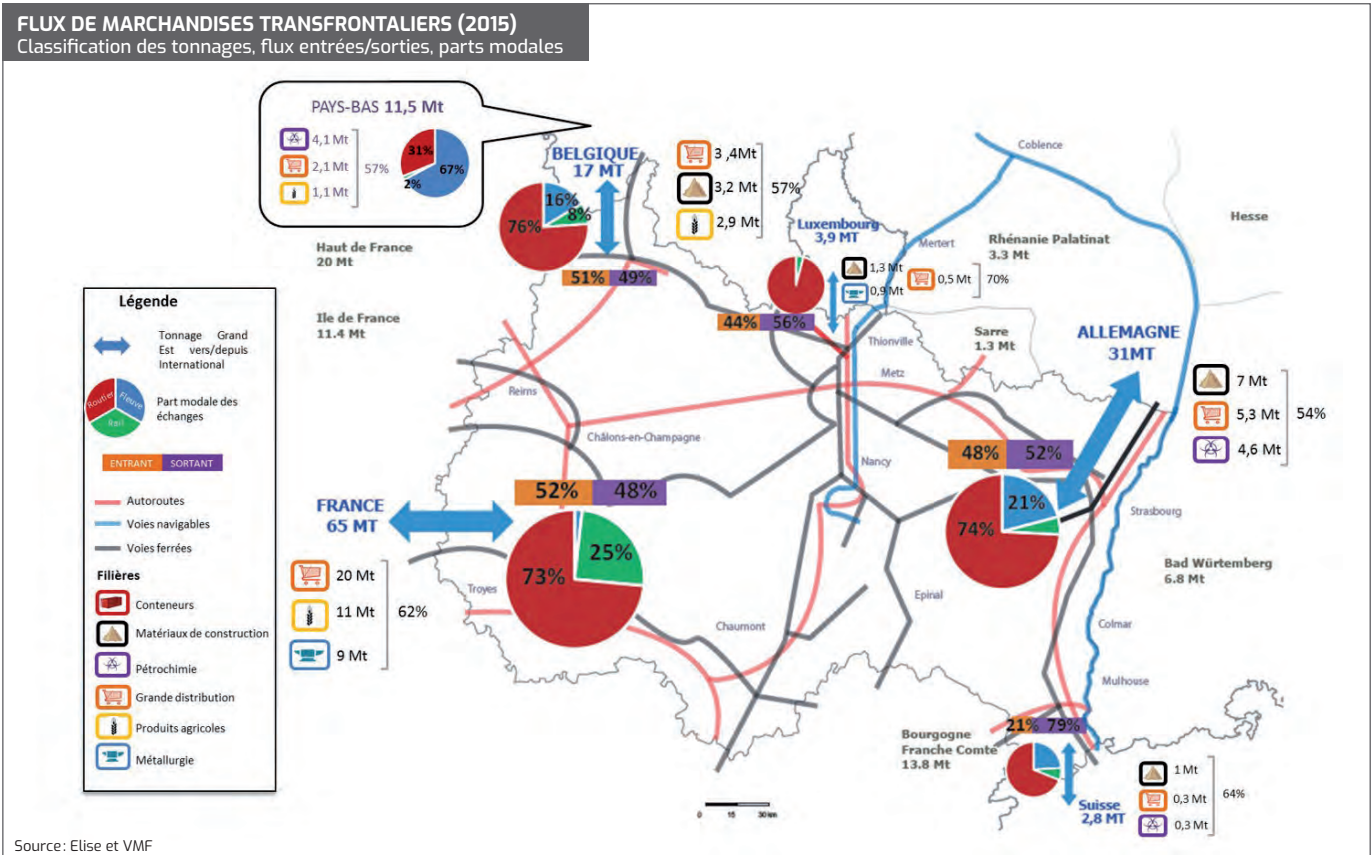 FLUX DE MARCHANDISES TRANSFRONTALIERS (2015)
Classification des tonnages, flux entrées/sorties, parts modales
PAYS-BAS 11,5 Mt
4,1 Mt
2,1 Mt
1,1 Mt
57%
31%
67%
2%
BELGIQUE
17 MT
16%
8%
76%
51% 49%
3 ,4Mt
3,2 Mt
2,9 Mt
57%
Haut de France
20 Mt
Ile de France
11.4 Mt
Luxembourg
3,9 MT
1,3 Mt
0,9 Mt
0,5 Mt
70%
44% 56%
Coblence
Hesse
Mertert
Rhénanie Palatinat
3.3 Mt
Sarre
1.3 Mt
Thionville
Metz
ALLEMAGNE
31MT
7 Mt
5,3 Mt
4,6 Mt
54%
48% 52%
21%
74%
Légende
Tonnage Grand
Est vers/depuis
International
Routier
Fleuve
Rail
Part modale des
échanges
ENTRANT SORTANT
Autoroutes
Voies navigables
Voies ferrées
Filières
Conteneurs
Matériaux de construction
Pétrochimie
Grande distribution
Produits agricoles
Métallurgie
Reims
Châlons-en-Champagne
Nancy
Strasbourg
FRANCE
65 MT
52% 48%
25%
73%
20 Mt
11 Mt
9 Mt
62%
Troyes
Chaumont
Epinal
Bad Würtemberg
6.8 Mt
Colmar
Mulhouse
Bourgogne
Franche Comte
13.8 Mt
21% 79%
Suisse
2,8 MT
1 Mt
0,3 Mt
0,3 Mt
64%
0 15 30 km
Source : Elise et VMF